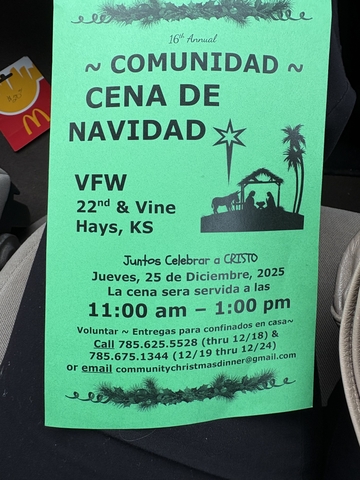 16th Annual
~ COMUNIDAD ~
CENA DE
NAVIDAD
VFW
22nd & Vine
Hays, KS
Juntos Celebrar a CRISTO
Jueves, 25 de Diciembre, 2025
La cena sera servida a las
11:00 am – 1:00 pm
Voluntar ~ Entregas para confinados en casa~
Call 785.625.5528 (thru 12/18) &
785.675.1344 (12/19 thru 12/24)
or email communitychristmasdinner@gmail.com